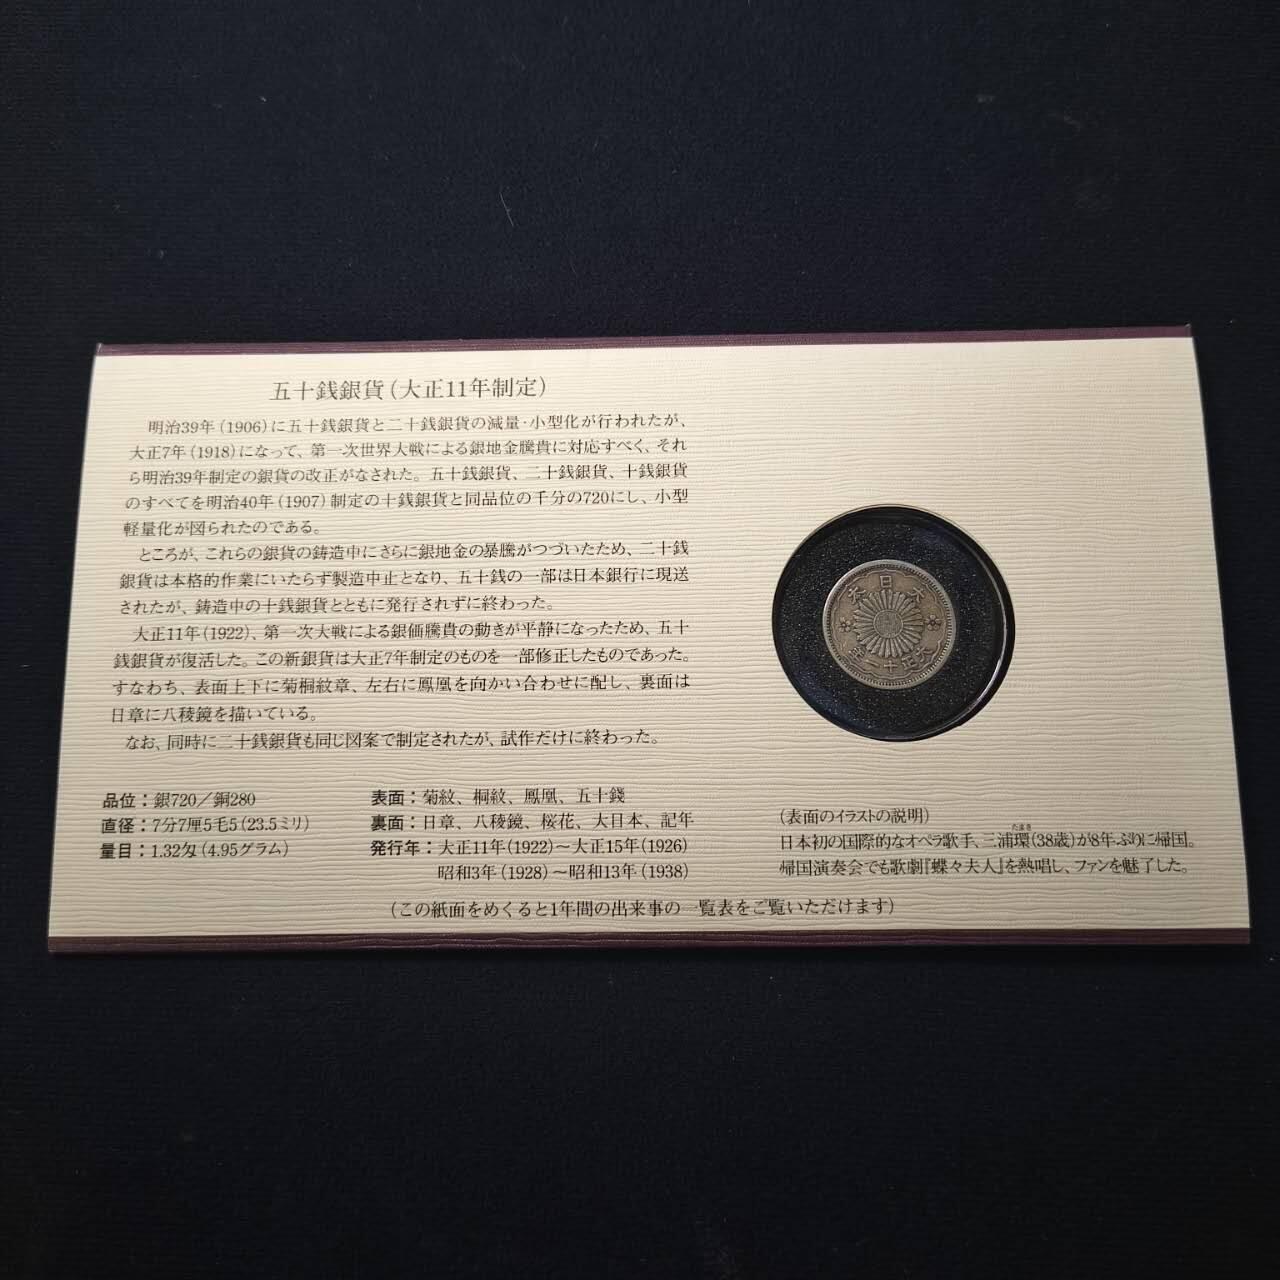 五十銭銀貨(大正11年制定)
明治39年(1906)に五十銭銀貨と二十銭銀貨の減量·小型化が行われたが、
大正7年(1918)になって、第一次世界大戦による銀地金騰貴に対応すべく、それ
ら明治39年制定の銀貨の改正がなされた。五十銭銀貨、二十銭銀貨、十銭銀貨
のすべてを明治40年(1907)制定の十銭銀貨と同品位の千分の720にし、小型
軽量化が図られたのである。
ところが、これらの銀貨の鋳造中にさらに銀地金の暴騰がつづいたため、二十銭
銀貨は本格的作業にいたらず製造中止となり、五十銭の一部は日本銀行に現送
されたが、鋳造中の十銭銀貨とともに発行されずに終わった。
大正11年(1922)、第一次大戦による銀価騰貴の動きが平静になったため、五十
銭銀貨が復活した。この新銀貨は大正7年制定のものを一部修正したものであった。
すなわち、表面上下に菊桐紋章、左右に鳳凰を向かい合わせに配し、裏面は
日章に八稜鏡を描いている。
なお、同時に二十銭銀貨も同じ図案で制定されたが、試作だけに終わった。
品位：銀720／銅280
直径：7分7厘5毛5(23.5ミリ)
量目：1.32匁(4.95グラム)
表面：菊紋、桐紋、鳳凰、五十錢
裏面：日章、八稜鏡、桜花、大日本、記年
発行年：大正11年(1922)～大正15年(1926)
昭和3年(1928)～昭和13年(1938)
(この紙面をめくると1年間の出来事の一覧表をご覧いただけます)
本日大
年一十正大
(表面のイラストの説明)
たまき
日本初の国際的なオペラ歌手、三浦環(38歳)が8年ぶりに帰国。
帰国演奏会でも歌劇『蝶々夫人』を熱唱し、ファンを魅了した。